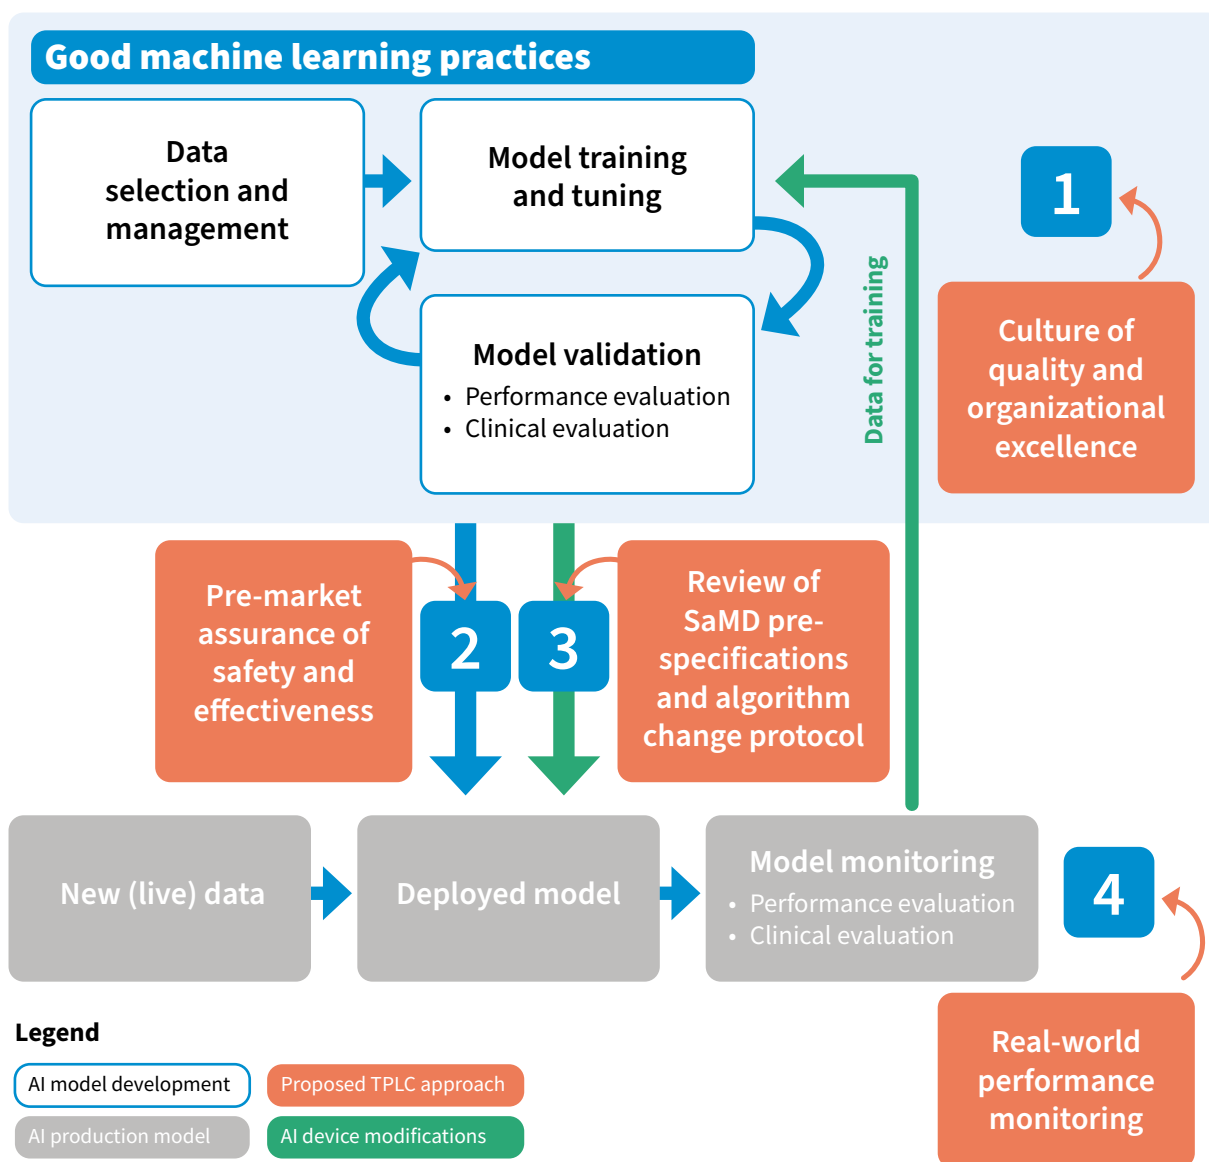 Good machine learning practices
Data
selection and
management
Model training
and tuning
Model validation
• Performance evaluation
• Clinical evaluation
Data for training
1
Culture of
quality and
organizational
excellence
Pre-market
assurance of
safety and
effectiveness
2
3
Review of
SaMD pre-
specifications
and algorithm
change protocol
New (live) data
Deployed model
Model monitoring
• Performance evaluation
• Clinical evaluation
4
Real-world
performance
monitoring
Legend
AI model development
Proposed TPLC approach
AI production model
AI device modifications